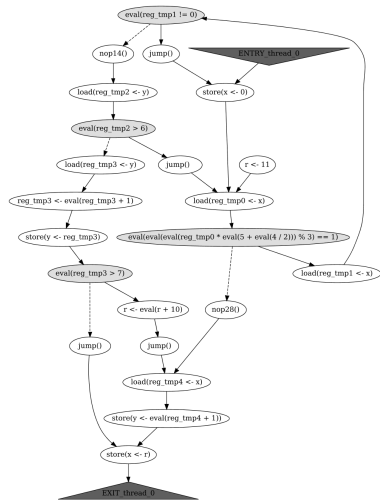 eval(reg_tmp1 != 0)
nop14()
jump()
ENTRY_thread_0
load(reg_tmp2 <- y)
store(x <- 0)
eval(reg_tmp2 > 6)
load(reg_tmp3 <- y)
jump()
r <- 11
reg_tmp3 <- eval(reg_tmp3 + 1)
load(reg_tmp0 <- x)
store(y <- reg_tmp3)
eval(eval(eval(reg_tmp0 * eval(5 + eval(4 / 2))) % 3) == 1)
eval(reg_tmp3 > 7)
load(reg_tmp1 <- x)
r <- eval(r + 10)
nop28()
jump()
jump()
load(reg_tmp4 <- x)
store(y <- eval(reg_tmp4 + 1))
store(x <- r)
EXIT_thread_0